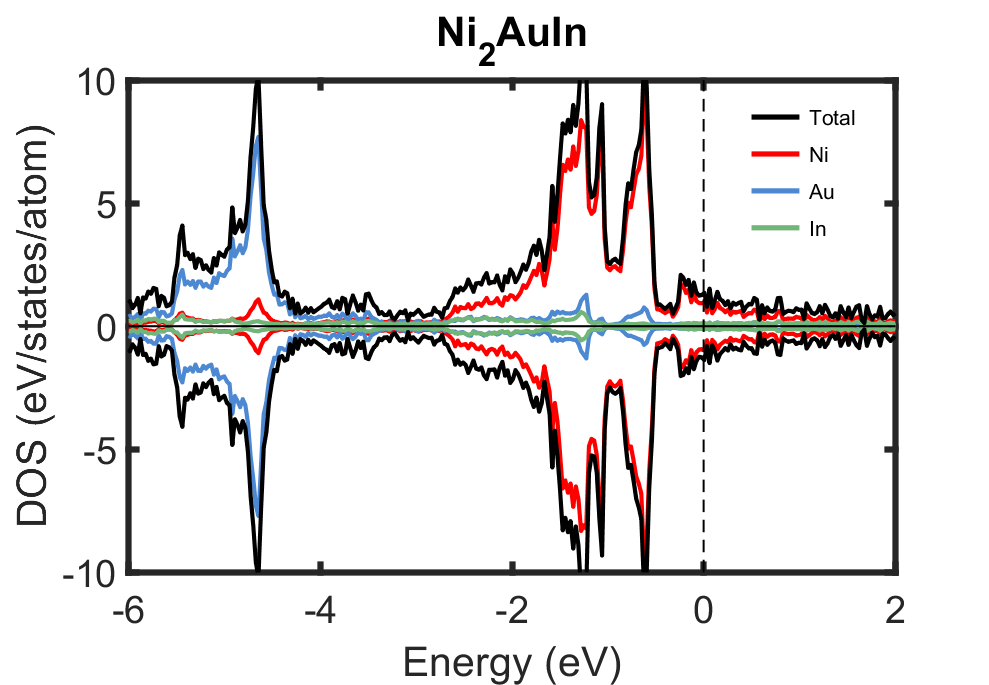 Ni₂AuIn
DOS (eV/states/atom)
10
5
0
-5
-10
Total
Ni
Au
In
-6 -4 -2 0 2
Energy (eV)